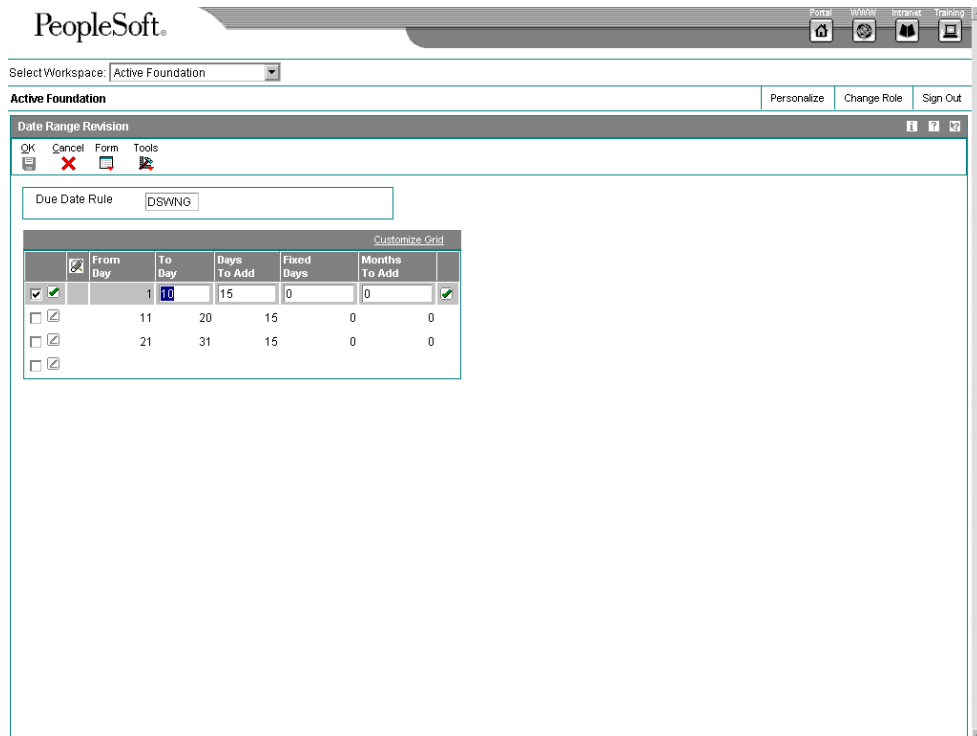 PeopleSoft®
Portal WWW Intranet Training
Select Workspace: Active Foundation
Active Foundation Personalize Change Role Sign Out
Date Range Revision
OK Cancel Form Tools
Due Date Rule DSWNG
Customize Grid
From Day To Day Days To Add Fixed Days Months To Add
1 10 15 0 0
11 20 15 0 0
21 31 15 0 0